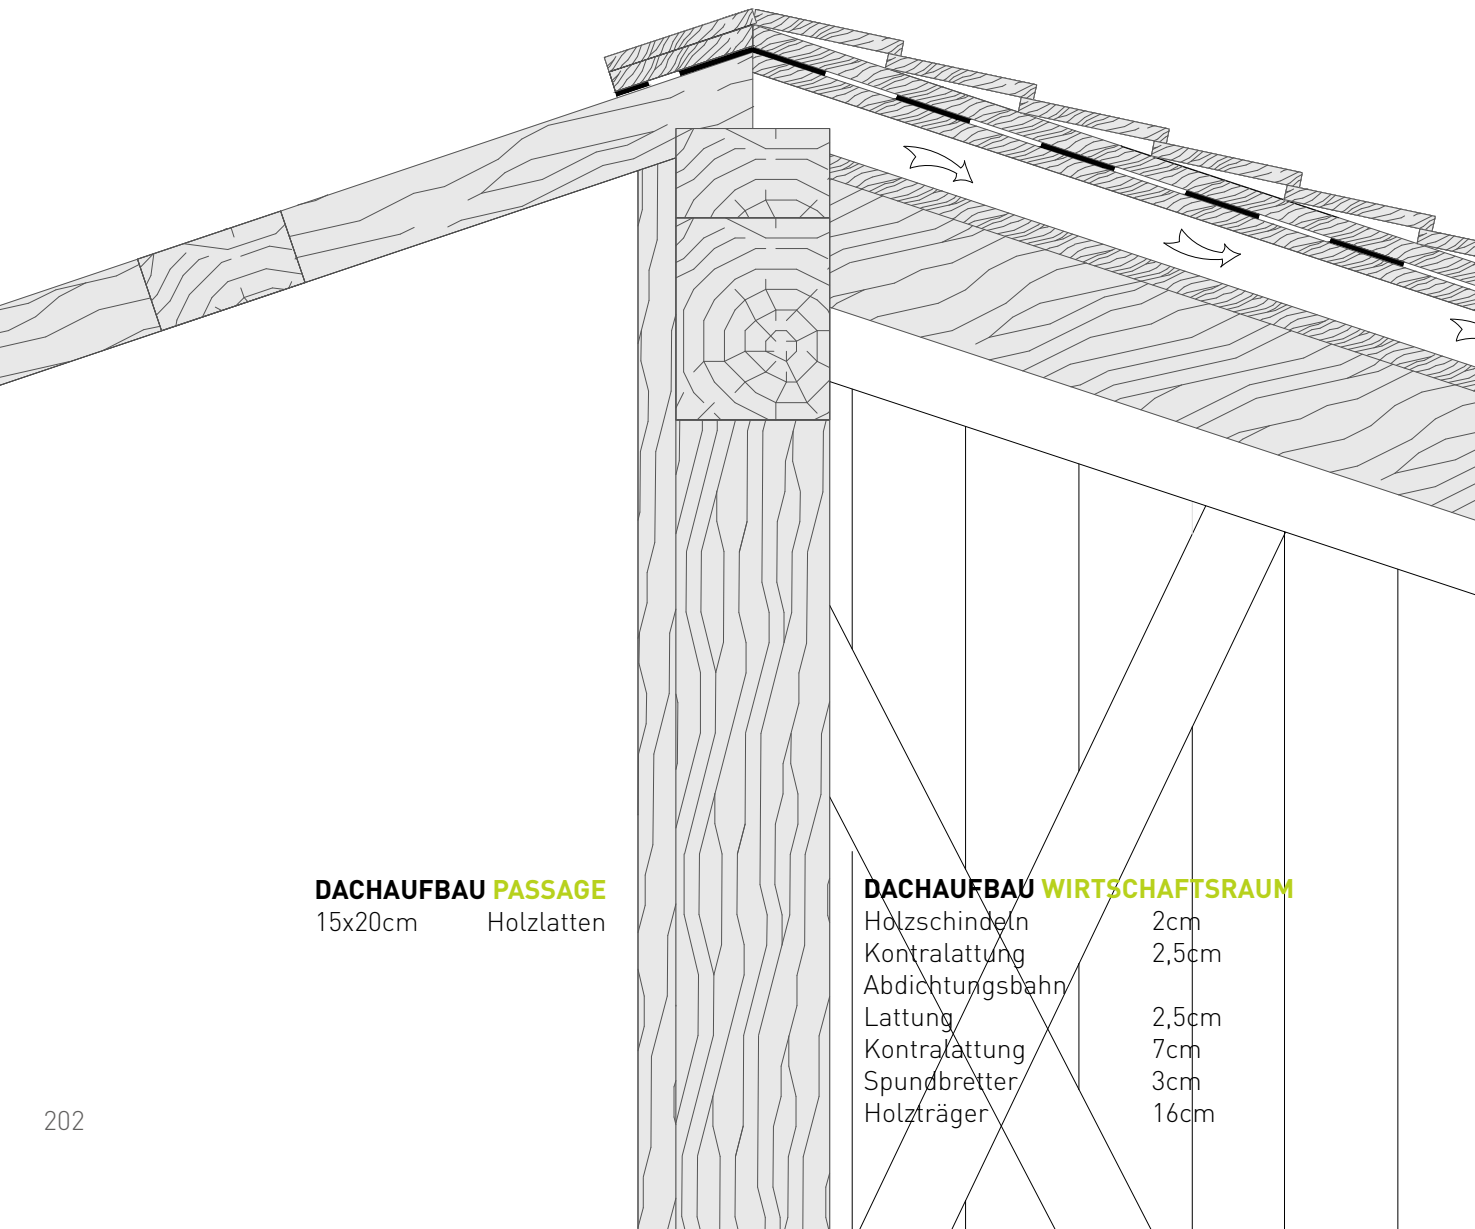 DACHAUFBAU PASSAGE
15x20cm Holzlatten
DACHAUFBAU WIRTSCHAFTSRAUM
Holzschindeln 2cm
Kontralattung 2,5cm
Abdichtungsbahn
Lattung 2,5cm
Kontralattung 7cm
Spundbretter 3cm
Holzträger 16cm
202